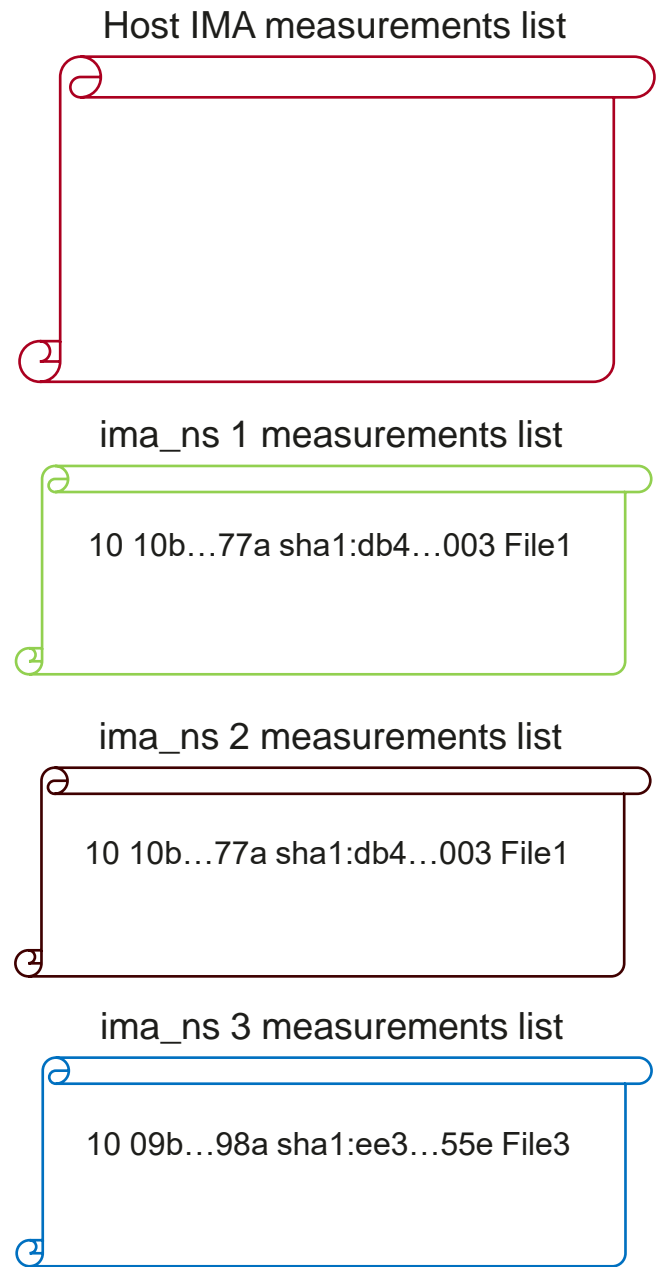 Host IMA measurements list
ima_ns 1 measurements list
10 10b…77a sha1:db4…003 File1
ima_ns 2 measurements list
10 10b…77a sha1:db4…003 File1
ima_ns 3 measurements list
10 09b…98a sha1:ee3…55e File3